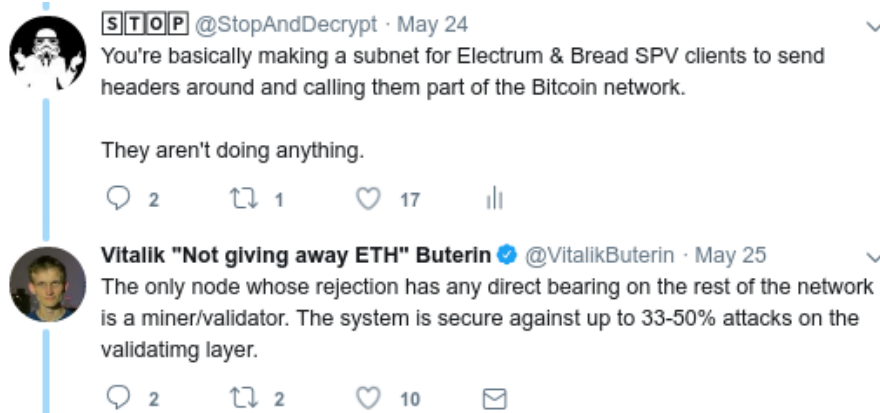 🅂🅃🄾🄿 @StopAndDecrypt · May 24
You're basically making a subnet for Electrum & Bread SPV clients to send
headers around and calling them part of the Bitcoin network.
They aren't doing anything.
2 1 17
Vitalik "Not giving away ETH" Buterin @VitalikButerin · May 25
The only node whose rejection has any direct bearing on the rest of the network
is a miner/validator. The system is secure against up to 33-50% attacks on the
validatimg layer.
2 2 10